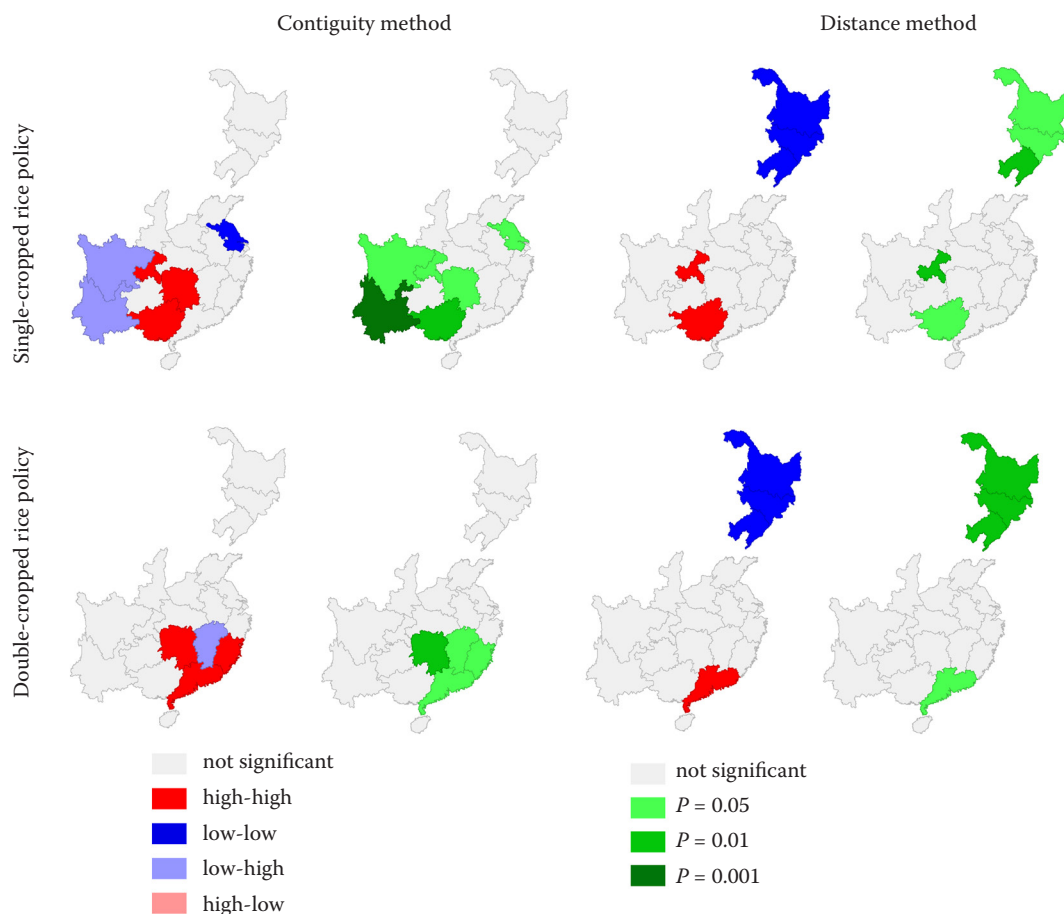 Contiguity method
Distance method
Single-cropped rice policy
Double-cropped rice policy
not significant
high-high
low-low
low-high
high-low
not significant
P = 0.05
P = 0.01
P = 0.001